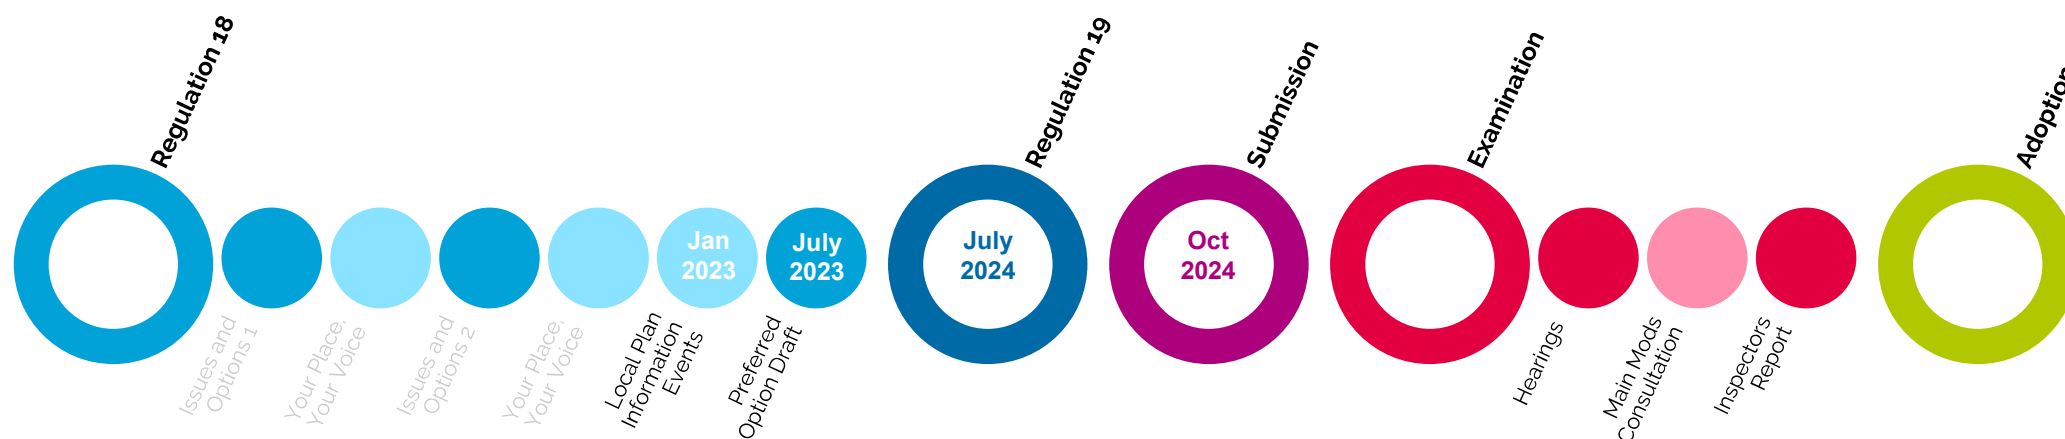 Regulation 18
Issues and
Options 1
Your Place,
Your Voice
Issues and
Options 2
Your Place,
Your Voice
Jan
2023
Local Plan
Information
Events
July
2023
Preferred
Option Draft
Regulation 19
July
2024
Submission
Oct
2024
Examination
Hearings
Main Mods
Consultation
Inspectors
Report
Adoption